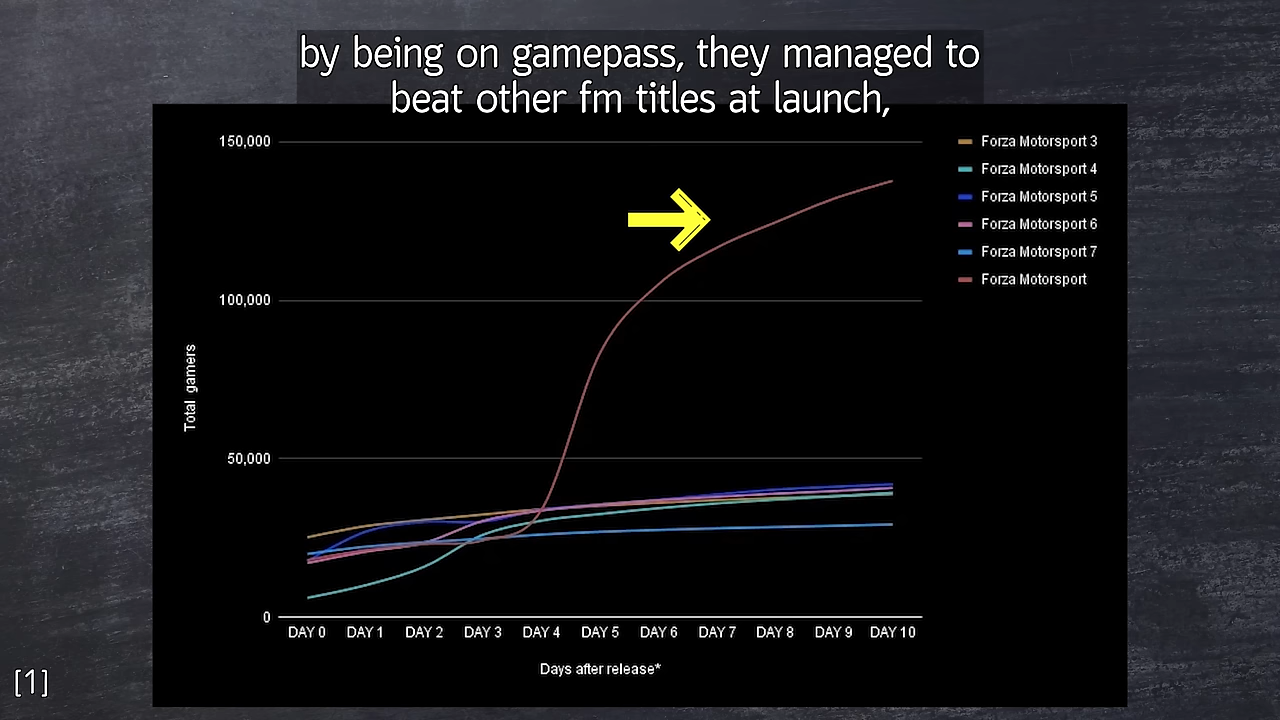 by being on gamepass, they managed to
beat other fm titles at launch,
150,000
100,000
50,000
0
Total gamers
DAY 0 DAY 1 DAY 2 DAY 3 DAY 4 DAY 5 DAY 6 DAY 7 DAY 8 DAY 9 DAY 10
Days after release*
Forza Motorsport 3
Forza Motorsport 4
Forza Motorsport 5
Forza Motorsport 6
Forza Motorsport 7
Forza Motorsport
[1]